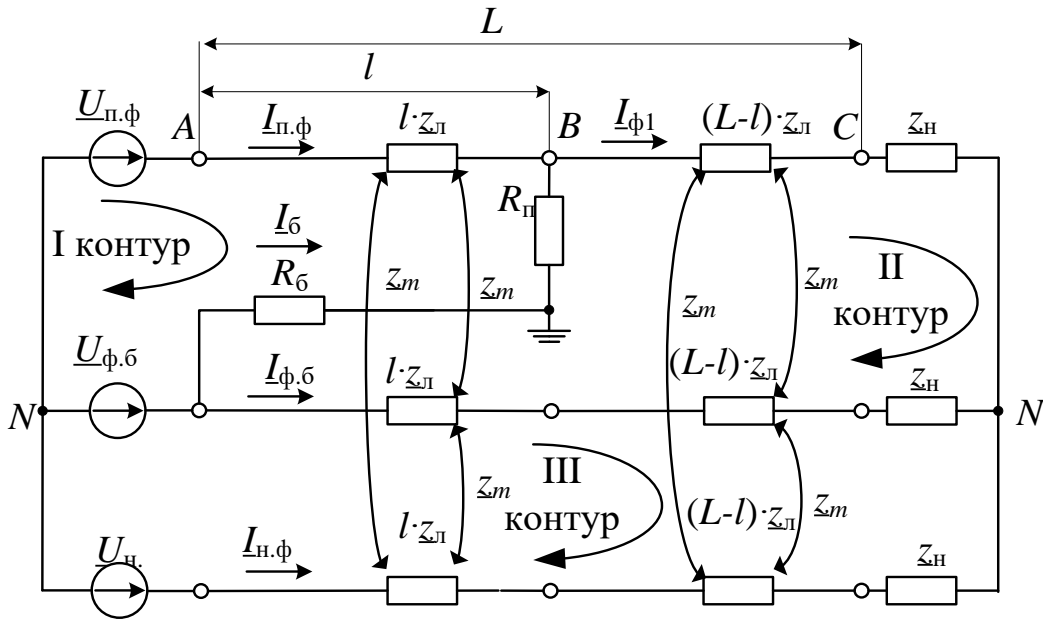 L
l
U п.ф
A
I п.ф
l·z л
B
I ф1
(L-l)·z л
C
z н
R п
I контур
I б
R б
z m
z m
z m
z m
II
контур
U ф.б
I ф.б
l·z л
(L-l)·z л
z н
N
N
III
контур
z m
z m
U н.
I н.ф
l·z л
(L-l)·z л
z н